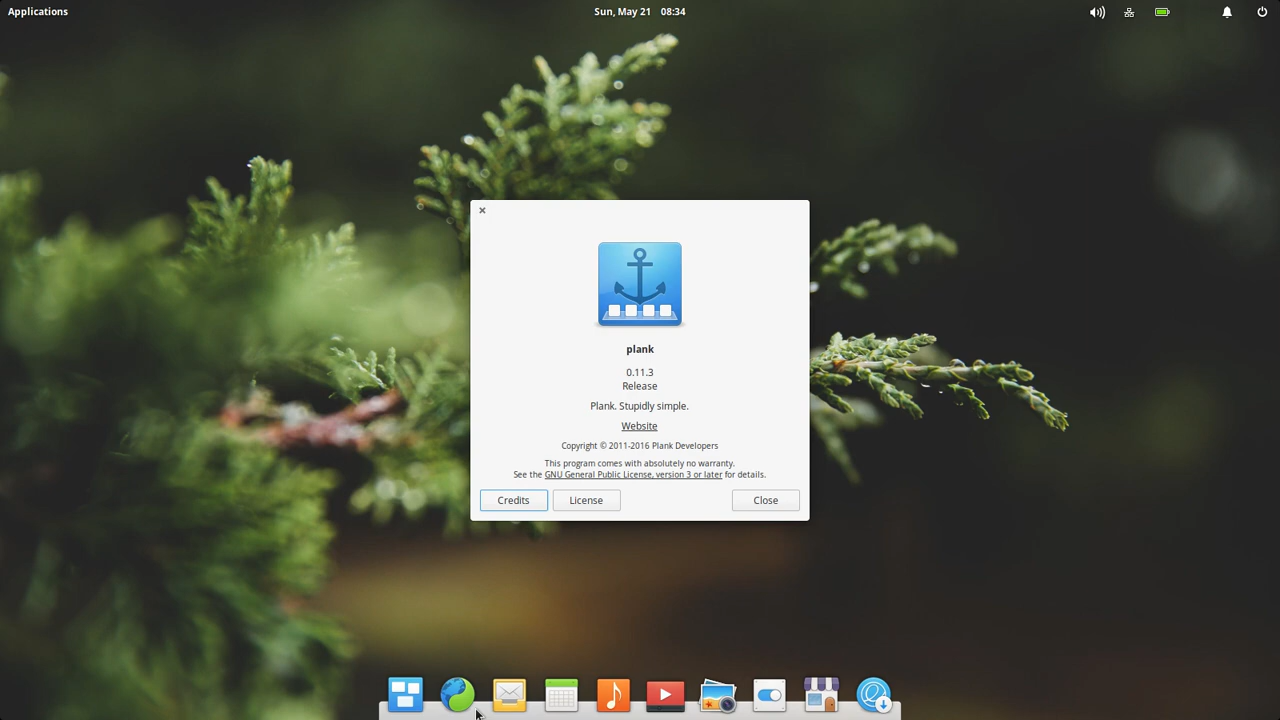 Applications
Sun, May 21 08:34
plank
0.11.3
Release
Plank. Stupidly simple.
Website
Copyright © 2011-2016 Plank Developers
This program comes with absolutely no warranty.
See the GNU General Public License, version 3 or later for details.
Credits
License
Close